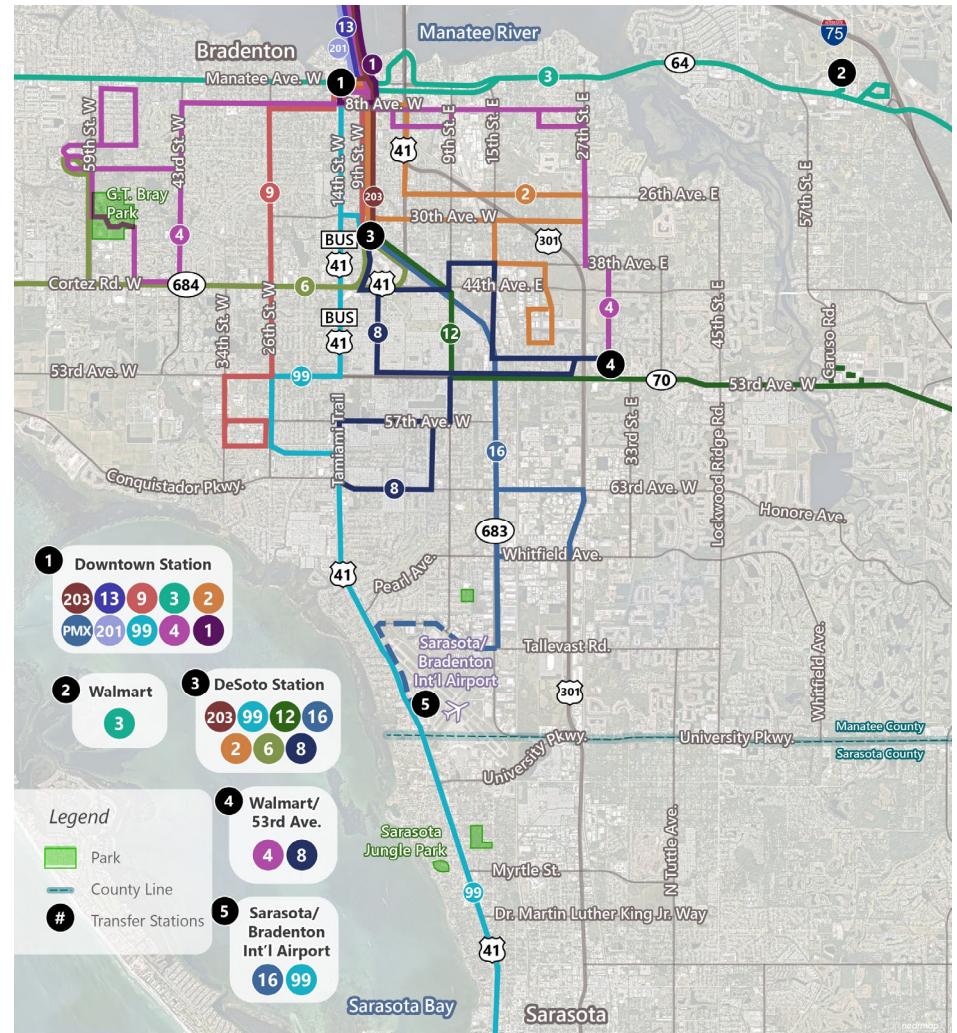 13
201
Manatee River
75
Bradenton
1
Manatee Ave. W
1
3
64
2
8th Ave. W
59th St. W
43rd St. W
14th St. W
9th St. W
41
9th St. E
15th St. E
27th St. E
57th St. E
G.T. Bray
Park
9
203
2
26th Ave. E
30th Ave. W
4
BUS
41
3
301
38th Ave. E
Cortez Rd. W
684
6
41
44th Ave. E
4
45th St. E
34th St. W
26th St. W
BUS
41
8
12
Caruso Rd.
53rd Ave. W
99
4
70
53rd Ave. W
Tamiami Trail
57th Ave. W
16
33rd St. E
Lockwood Ridge Rd.
Conquistador Pkwy.
8
63rd Ave. W
Honore Ave.
683
Whitfield Ave.
41
Pearl Ave.
Sarasota/
Bradenton
Int'l Airport
Tallevast Rd.
5
301
Whitfield Ave.
Manatee County
University Pkwy.
University Pkwy.
Sarasota County
Sarasota
Jungle Park
N Tuttle Ave.
Myrtle St.
99
Dr. Martin Luther King Jr. Way
41
Sarasota Bay
Sarasota
nearmap
1
Downtown Station
203 13 9 3 2
PMX 201 99 4 1
2
Walmart
3
3
DeSoto Station
203 99 12 16
2 6 8
4
Walmart/
53rd Ave.
4 8
5
Sarasota/
Bradenton
Int'l Airport
16 99
Legend
Park
County Line
# Transfer Stations